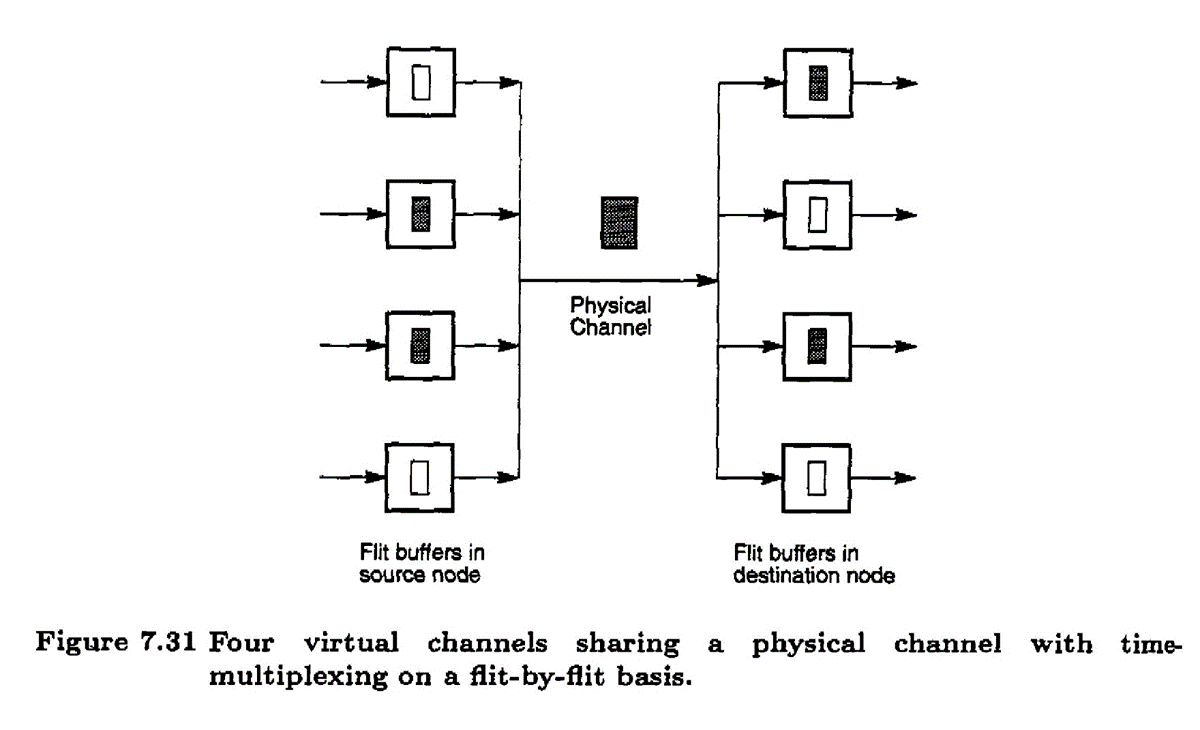 Physical
Channel
Flit buffers in
source node
Flit buffers in
destination node
Figure 7.31 Four virtual channels sharing a physical channel with time-
multiplexing on a flit-by-flit basis.